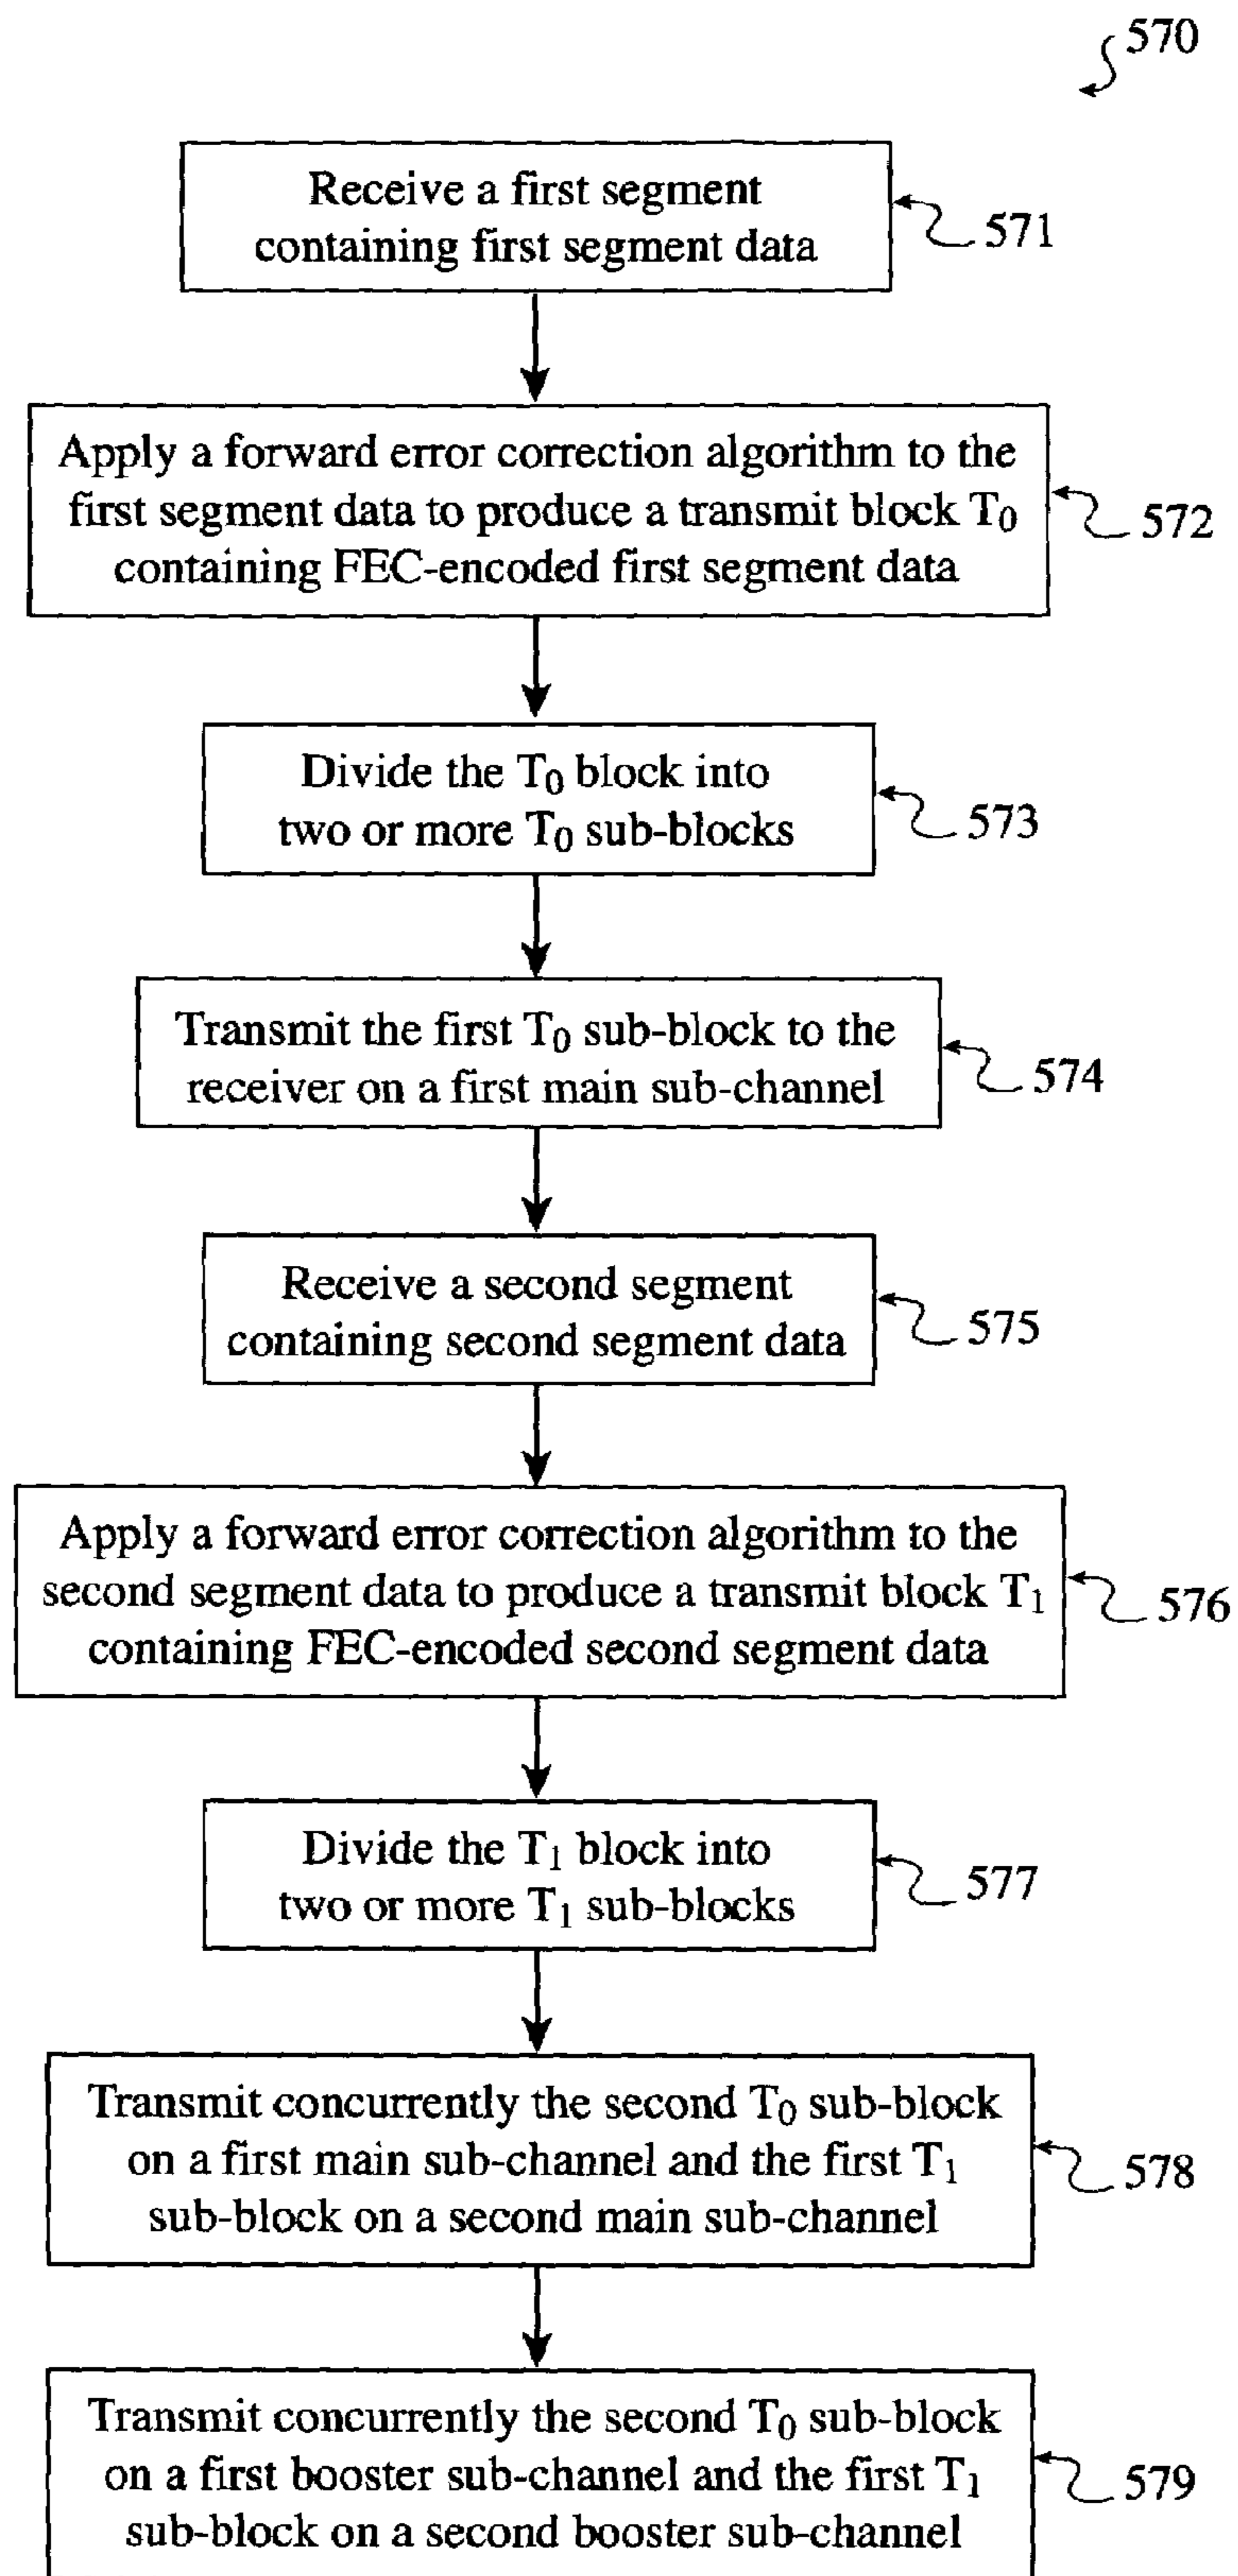 570
Receive a first segment
containing first segment data
571
Apply a forward error correction algorithm to the
first segment data to produce a transmit block T0
containing FEC-encoded first segment data
572
Divide the T0 block into
two or more T0 sub-blocks
573
Transmit the first T0 sub-block to the
receiver on a first main sub-channel
574
Receive a second segment
containing second segment data
575
Apply a forward error correction algorithm to the
second segment data to produce a transmit block T1
containing FEC-encoded second segment data
576
Divide the T1 block into
two or more T1 sub-blocks
577
Transmit concurrently the second T0 sub-block
on a first main sub-channel and the first T1
sub-block on a second main sub-channel
578
Transmit concurrently the second T0 sub-block
on a first booster sub-channel and the first T1
sub-block on a second booster sub-channel
579